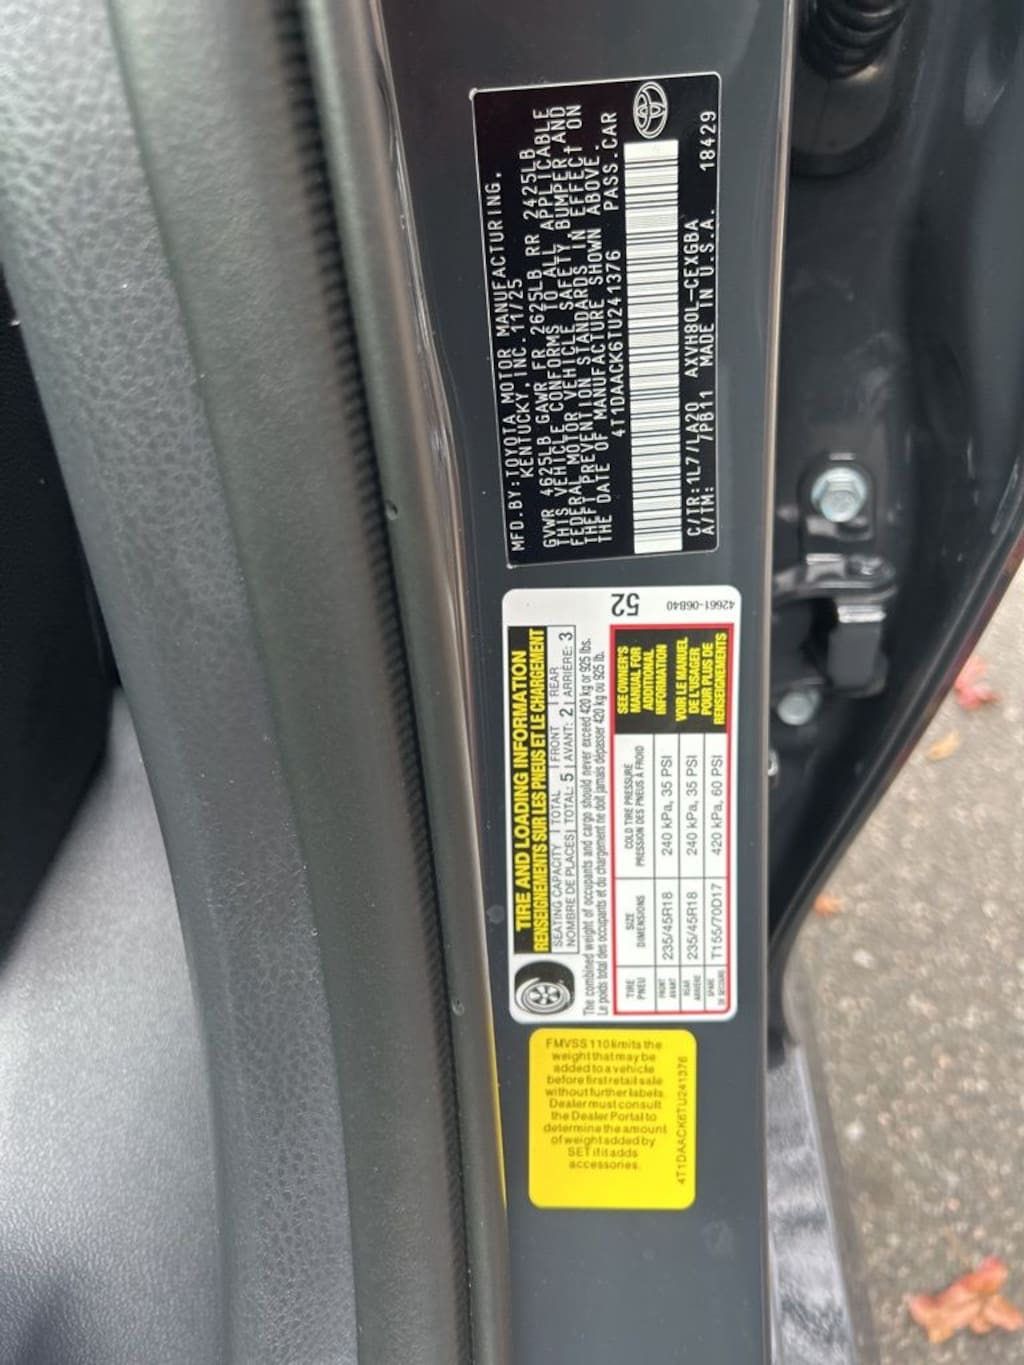 MFD.BY:TOYOTA MOTOR MANUFACTURING,
KENTUCKY,INC. 11/25
GVWR 4625LB GAWR FR 2625LB RR 2425LB
THIS VEHICLE CONFORMS TO ALL APPLICABLE
FEDERAL MOTOR VEHICLE SAFETY BUMPER AND
THEFT PREVENTION STANDARDS IN EFFECT ON
THE DATE OF MANUFACTURE SHOWN ABOVE.
4T1DAACK6TU241376 PASS.CAR
C/TR:1L7/LA20 AXVH80L-CEXGBA
A/TM: /PB11 MADE IN U.S.A. 18429
TIRE AND LOADING INFORMATION
RENSEIGNEMENTS SUR LES PNEUS ET LE CHARGEMENT
52
42661-06B40
SEATING CAPACITY | TOTAL | FRONT | REAR
NOMBRE DE PLACES | TOTAL: 5 | AVANT: 2 | ARRIÈRE: 3
The combined weight of occupants and cargo should never exceed 420 kg or 925 lbs.
Le poids total des occupants et du chargement ne doit jamais dépasser 420 kg ou 925 lb.
TIRE PNEU SIZE DIMENSIONS COLD TIRE PRESSURE PRESSION DES PNEUS À FROID
FRONT AVANT 235/45R18 240 kPa, 35 PSI
REAR ARRIÈRE 235/45R18 240 kPa, 35 PSI
SPARE DE SECOURS T155/70D17 420 kPa, 60 PSI
SEE OWNER'S
MANUAL FOR
ADDITIONAL
INFORMATION
VOIR LE MANUEL
DE L'USAGER
POUR PLUS DE
RENSEIGNEMENTS
FMVSS 110 limits the
weight that may be
added to a vehicle
before first retail sale
without further labels.
Dealer must consult
the Dealer Portal to
determine the amount
of weight added by
SET if it adds
accessories.
4T1DAACK6TU241376